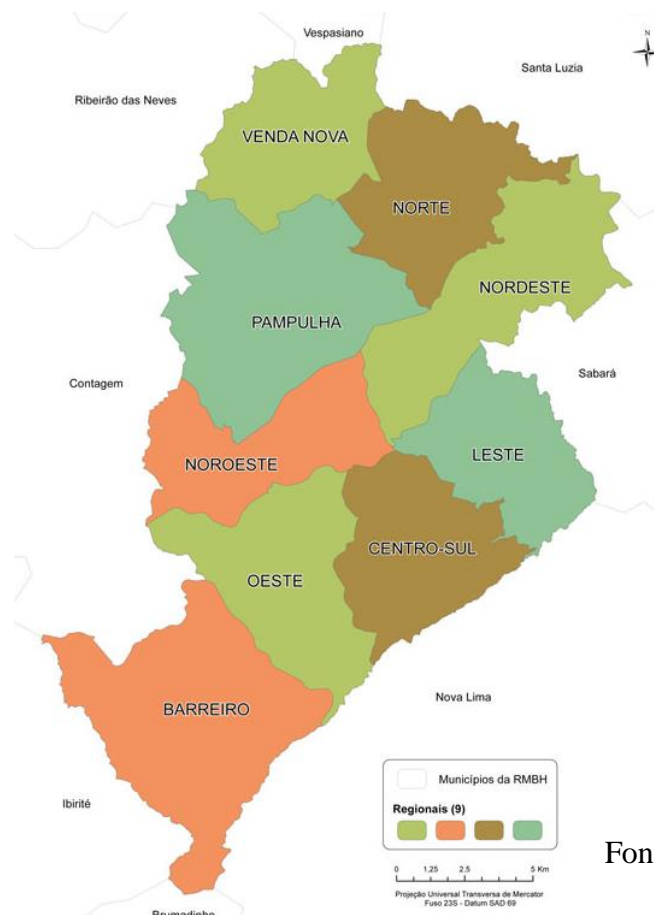 Vespasiano
N
Santa Luzia
Ribeirão das Neves
VENDA NOVA
NORTE
NORDESTE
PAMPULHA
Contagem
Sabará
LESTE
NOROESTE
CENTRO-SUL
OESTE
Nova Lima
BARREIRO
Municípios da RMBH
Ibirité
Regionais (9)
Fon
0 1,25 2,5 5 Km
Projeção Universal Transversa de Mercator
Fuso 23S - Datum SAD 69
Brumadinho